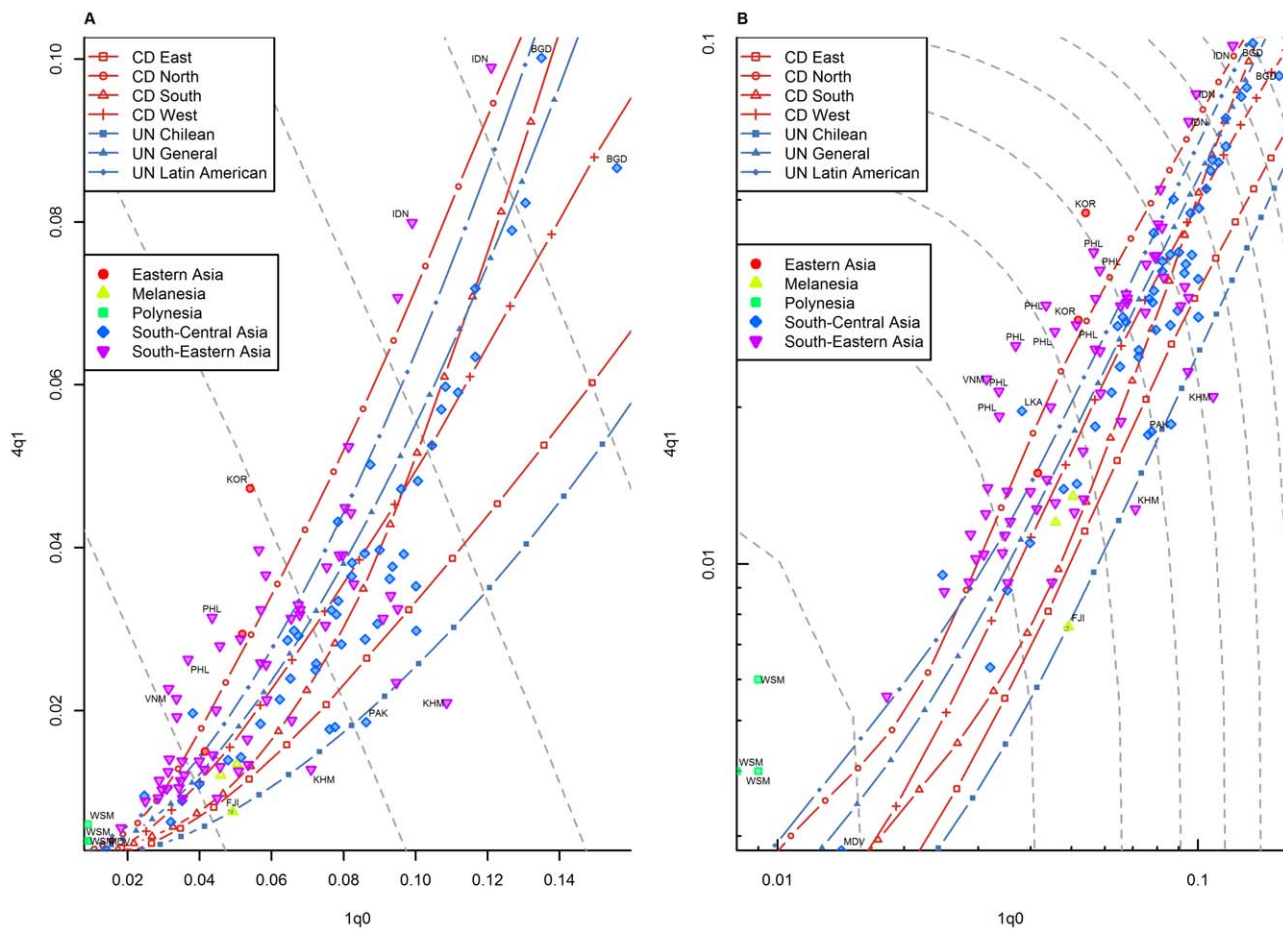 A
CD East
CD North
CD South
CD West
UN Chilean
UN General
UN Latin American
Eastern Asia
Melanesia
Polynesia
South-Central Asia
South-Eastern Asia
IDN
BGD
BGD
IDN
KOR
PHL
PHL
VNM
PAK
KHM
KHM
FJI
WSM
WSM
WSM
MDV
0.10
0.08
0.06
0.04
0.02
4q1
0.02 0.04 0.06 0.08 0.10 0.12 0.14
1q0
B
CD East
CD North
CD South
CD West
UN Chilean
UN General
UN Latin American
Eastern Asia
Melanesia
Polynesia
South-Central Asia
South-Eastern Asia
IDN
BGD
BGD
IDN
IDN
KOR
PHL
PHL
PHL
KOR
PHL
PHL
PHL
VNM
PHL
PHL
LKA
KHM
PAK
KHM
FJI
WSM
WSM
WSM
MDV
0.1
0.01
4q1
0.01 0.1
1q0